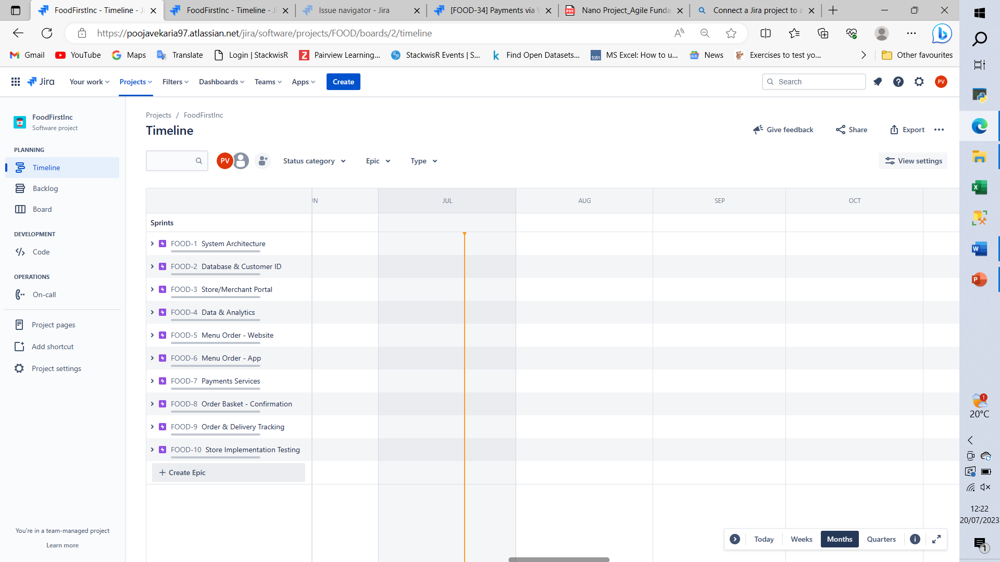 FoodFirstInc - Timeline - Ji
FoodFirstInc - Timeline - Ji
Issue navigator - Jira
[FOOD-34] Payments via
Nano Project_Agile Funda
Connect a Jira project to a
https://poojavekaria97.atlassian.net/jira/software/projects/FOOD/boards/2/timeline
Gmail
YouTube
Maps
Translate
Login | StackwisR
Pairview Learning...
StackwisR Events | S...
Find Open Datasets...
MS Excel: How to u...
News
Exercises to test yo...
Other favourites
Jira
Your work
Projects
Filters
Dashboards
Teams
Apps
Create
Search
PV
FoodFirstInc
Software project
PLANNING
Timeline
Backlog
Board
DEVELOPMENT
Code
OPERATIONS
On-call
Project pages
Add shortcut
Project settings
You're in a team-managed project
Learn more
Projects / FoodFirstInc
Timeline
Give feedback
Share
Export
PV
Status category
Epic
Type
View settings
UN
JUL
AUG
SEP
OCT
Sprints
FOOD-1 System Architecture
FOOD-2 Database & Customer ID
FOOD-3 Store/Merchant Portal
FOOD-4 Data & Analytics
FOOD-5 Menu Order - Website
FOOD-6 Menu Order - App
FOOD-7 Payments Services
FOOD-8 Order Basket - Confirmation
FOOD-9 Order & Delivery Tracking
FOOD-10 Store Implementation Testing
+ Create Epic
Today
Weeks
Months
Quarters
1
20°C
12:22
20/07/2023
1